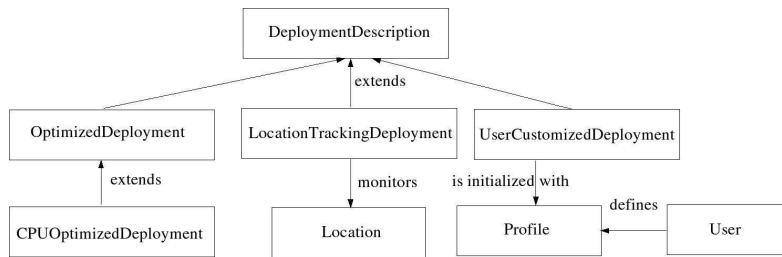 DeploymentDescription
extends
OptimizedDeployment
LocationTrackingDeployment
UserCustomizedDeployment
extends
monitors
is initialized with
defines
CPUOptimizedDeployment
Location
Profile
User